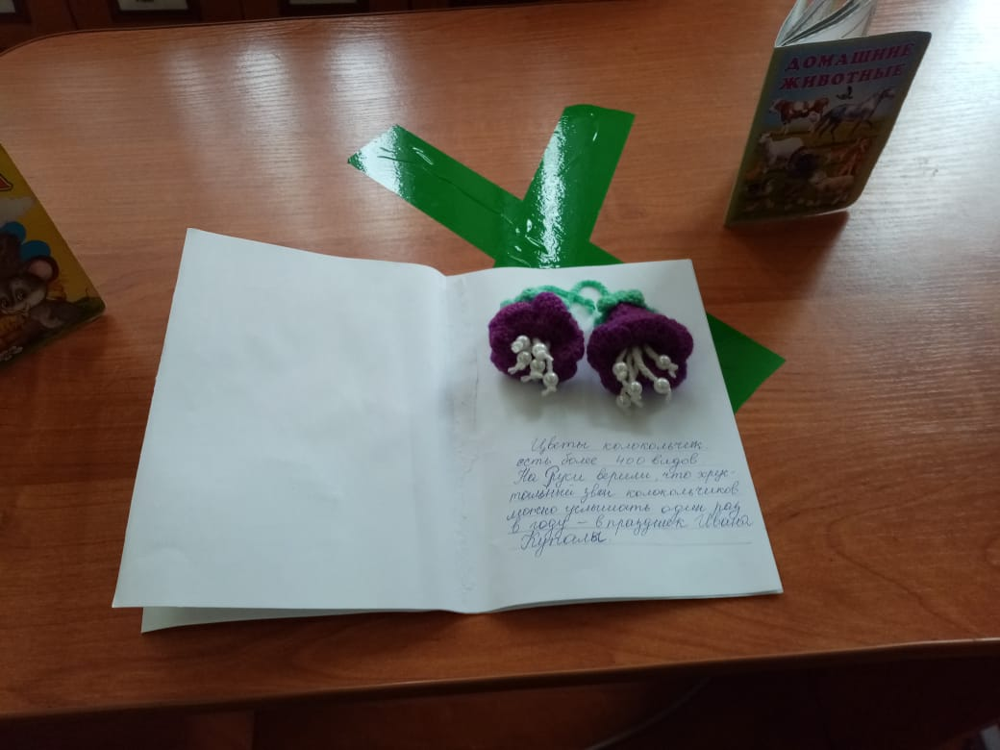 ДОМАШНИЕ
ЖИВОТНЫЕ
Цветы колокольчик
есть более 400 видов
На Руси верили, что хрус-
тальный звон колокольчиков
можно услышать один раз
в году – в праздник Ивана
Купалы.